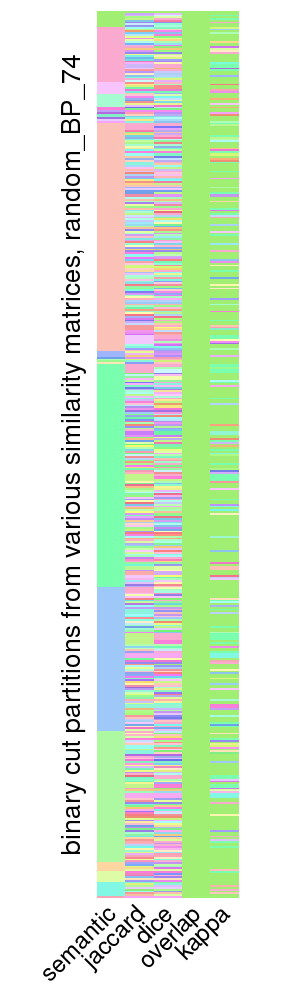 binary cut partitions from various similarity matrices, random_BP_74
semantic
jaccard
dice
overlap
kappa